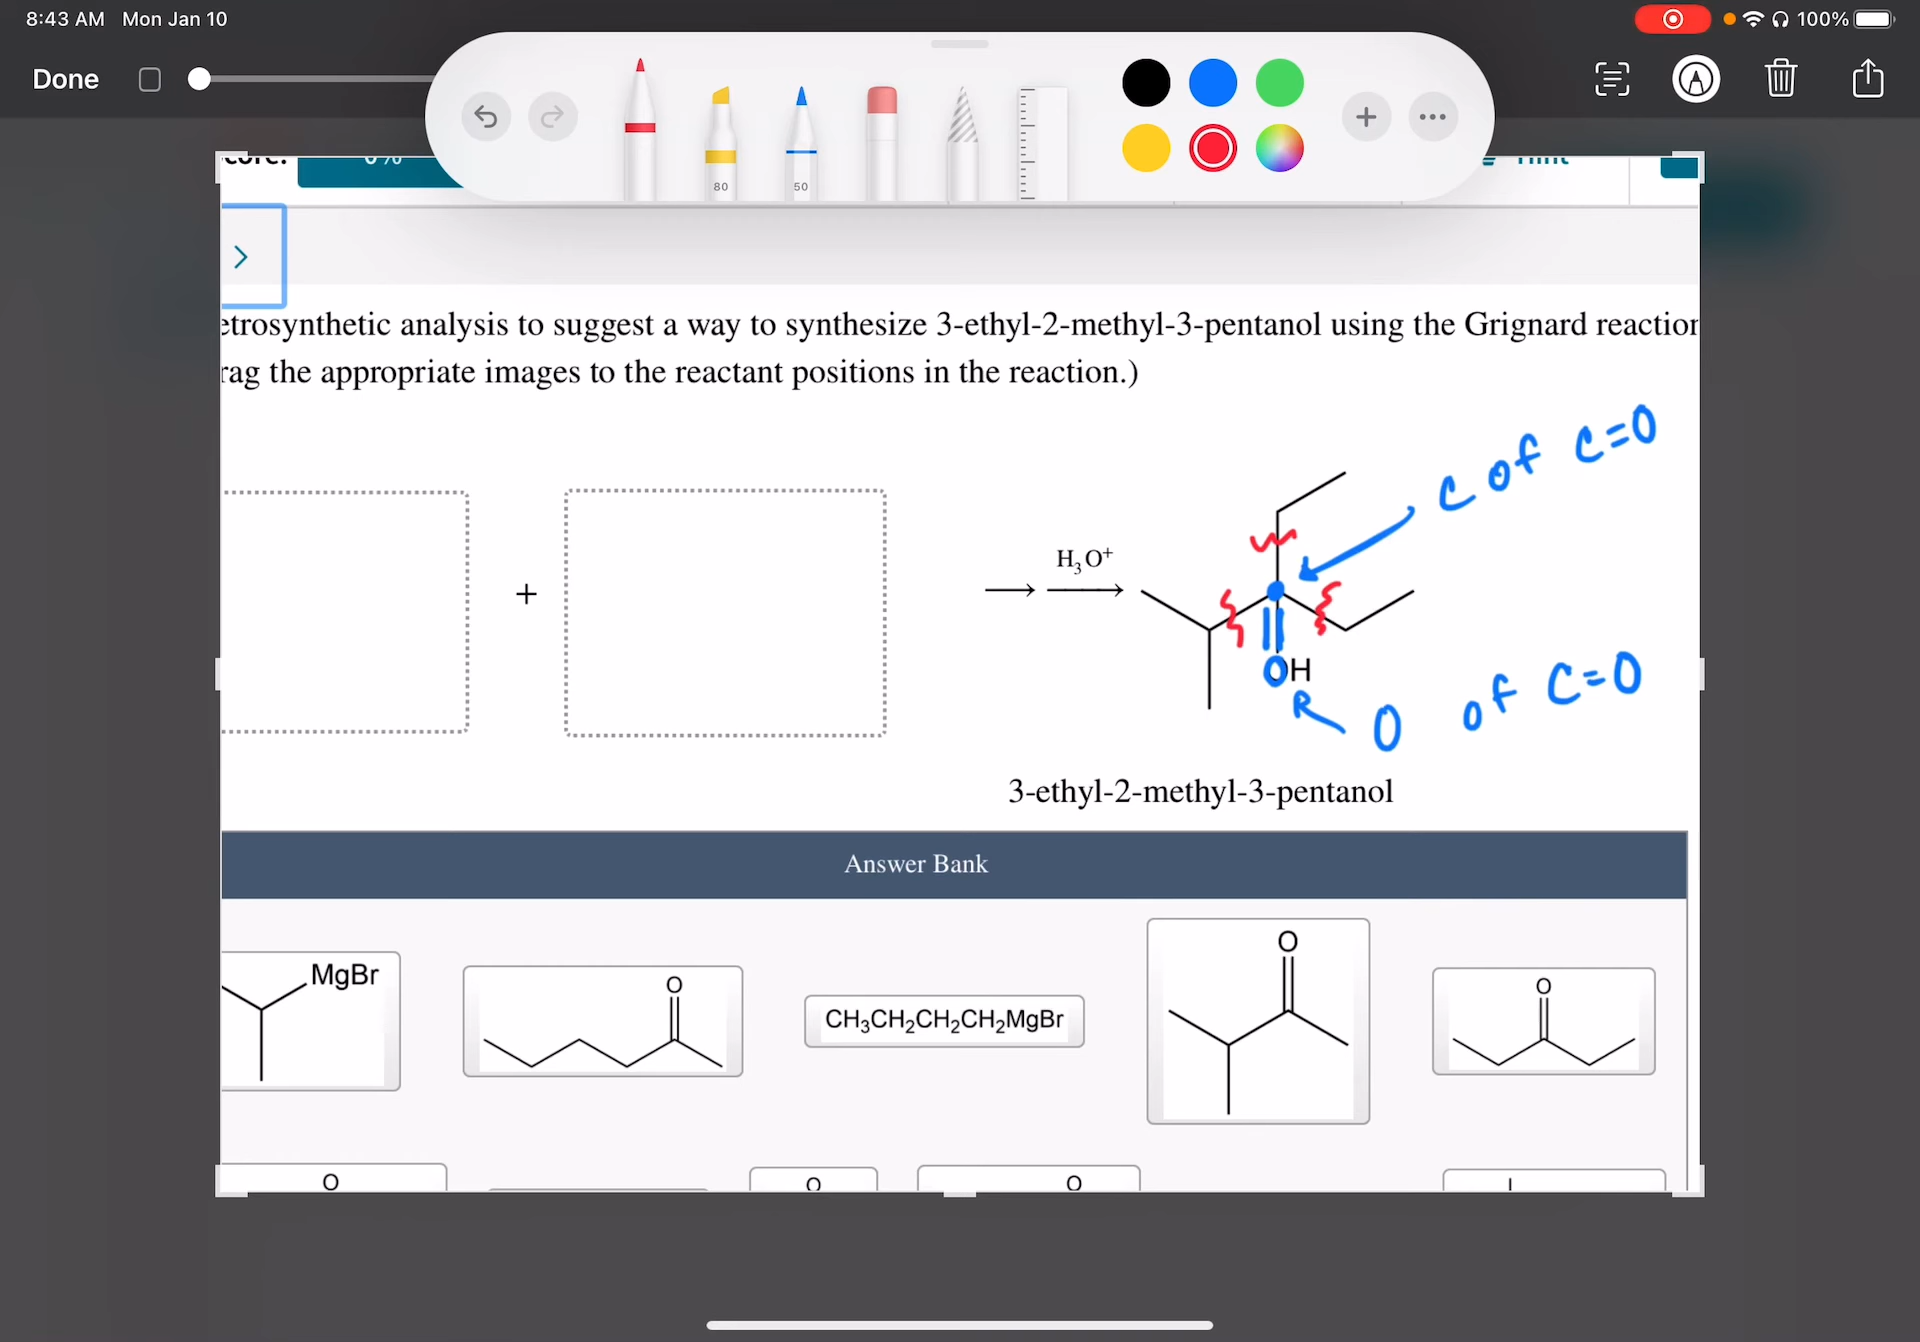 8:43 AM Mon Jan 10
100%
Done
80
50
etrosynthetic analysis to suggest a way to synthesize 3-ethyl-2-methyl-3-pentanol using the Grignard reaction
rag the appropriate images to the reactant positions in the reaction.)
C of C=O
+
H₃O⁺
OH
O of C=O
3-ethyl-2-methyl-3-pentanol
Answer Bank
MgBr
O
CH₃CH₂CH₂CH₂MgBr
O
O
O
O
O